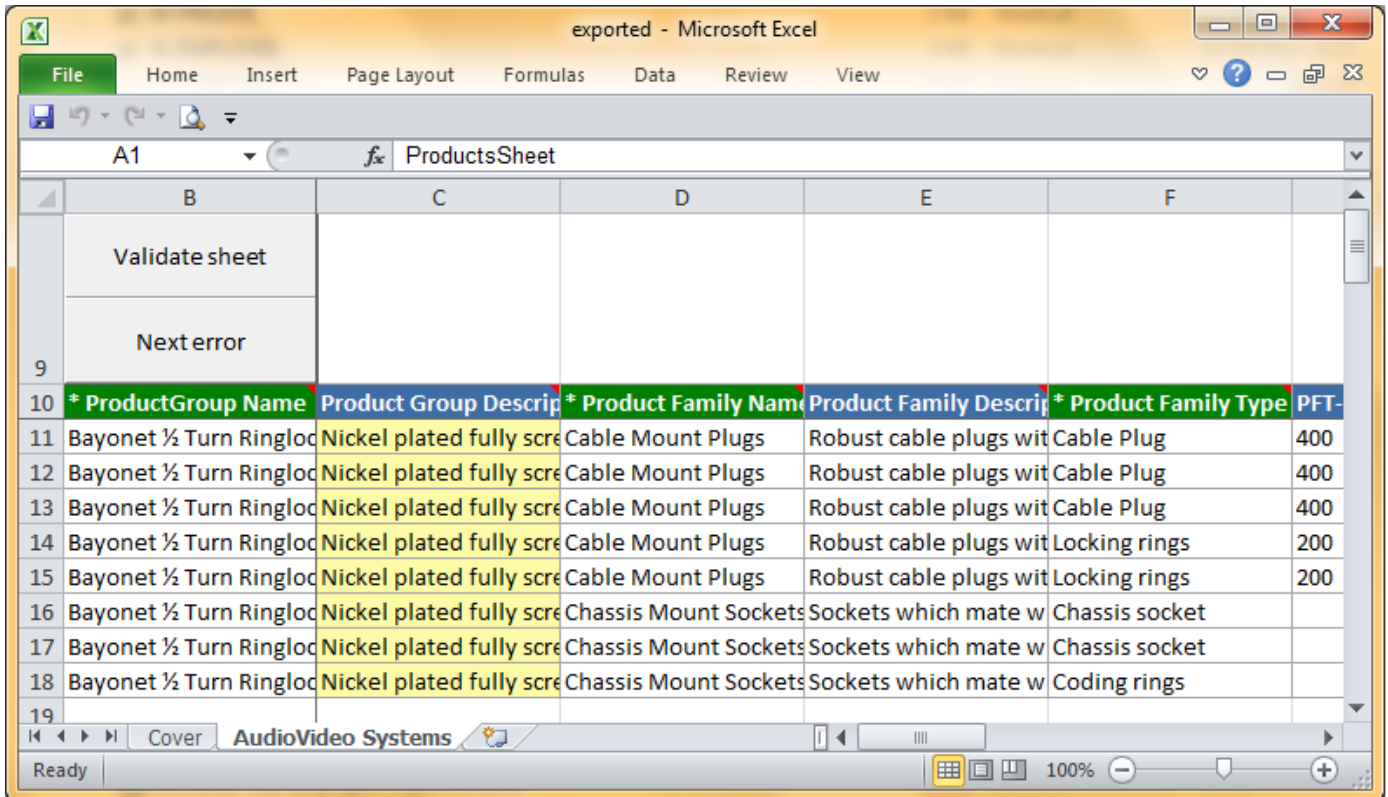 exported - Microsoft Excel
File Home Insert Page Layout Formulas Data Review View
A1 fx ProductsSheet
B C D E F
Validate sheet
Next error
9
10 * ProductGroup Name Product Group Descrip * Product Family Name Product Family Descrip * Product Family Type PFT-
11 Bayonet ½ Turn Ringloc Nickel plated fully scre Cable Mount Plugs Robust cable plugs wit Cable Plug 400
12 Bayonet ½ Turn Ringloc Nickel plated fully scre Cable Mount Plugs Robust cable plugs wit Cable Plug 400
13 Bayonet ½ Turn Ringloc Nickel plated fully scre Cable Mount Plugs Robust cable plugs wit Cable Plug 400
14 Bayonet ½ Turn Ringloc Nickel plated fully scre Cable Mount Plugs Robust cable plugs wit Locking rings 200
15 Bayonet ½ Turn Ringloc Nickel plated fully scre Cable Mount Plugs Robust cable plugs wit Locking rings 200
16 Bayonet ½ Turn Ringloc Nickel plated fully scre Chassis Mount Sockets Sockets which mate w Chassis socket
17 Bayonet ½ Turn Ringloc Nickel plated fully scre Chassis Mount Sockets Sockets which mate w Chassis socket
18 Bayonet ½ Turn Ringloc Nickel plated fully scre Chassis Mount Sockets Sockets which mate w Coding rings
19
Cover AudioVideo Systems
Ready 100%